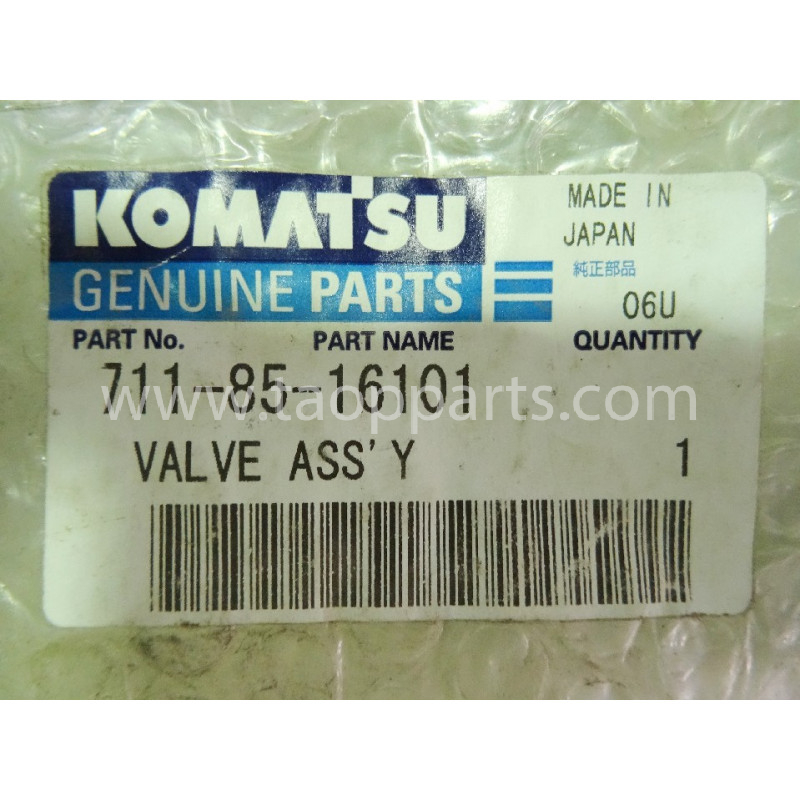 KOMATSU
GENUINE PARTS
MADE IN
JAPAN
純正部品
06U
PART No. PART NAME QUANTITY
711-85-16101
www.taopparts.com
VALVE ASS'Y 1